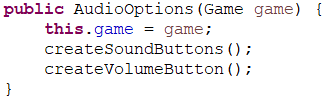 public AudioOptions(Game game) {
    this.game = game;
    createSoundButtons();
    createVolumeButton();
}